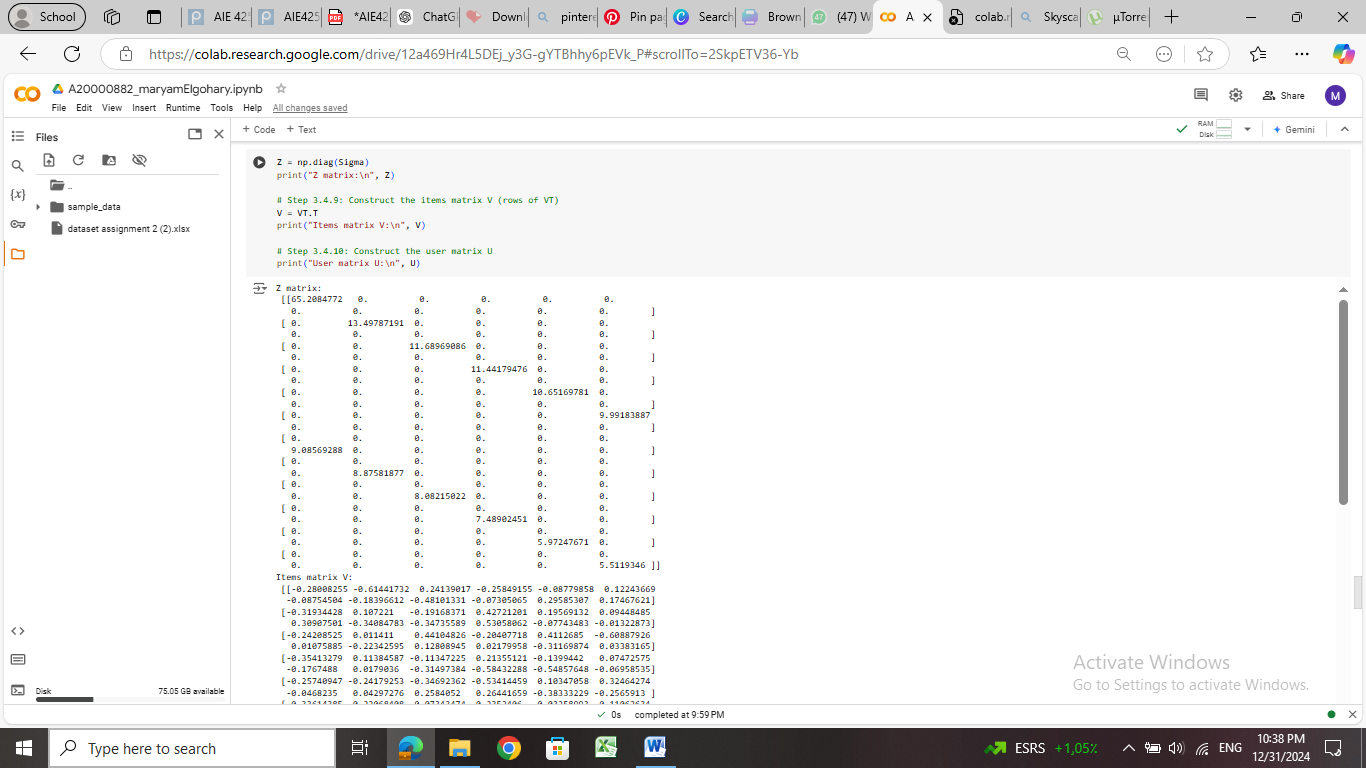 School
AIE 425
AIE425
*AIE42
ChatG
Downl
pintere
Pin pa
Search
Brown
(47) W
A
colab.r
Skysca
µTorre
https://colab.research.google.com/drive/12a469Hr4L5DEj_y3G-gYTBhhy6pEVk_P#scrollTo=2SkpETV36-Yb
A20000882_maryamElgohary.ipynb
File Edit View Insert Runtime Tools Help All changes saved
Share
M
Files
+ Code + Text
RAM
Disk
Gemini
..
sample_data
dataset assignment 2 (2).xlsx
{x}
Z = np.diag(Sigma)
print("Z matrix:\n", Z)
# Step 3.4.9: Construct the items matrix V (rows of VT)
V = VT.T
print("Items matrix V:\n", V)
# Step 3.4.10: Construct the user matrix U
print("User matrix U:\n", U)
Z matrix:
[[65.2084772 0. 0. 0. 0. 0.
0. 0. 0. 0. 0. 0. ]
[ 0. 13.49787191 0. 0. 0. 0.
0. 0. 0. 0. 0. 0. ]
[ 0. 0. 11.68969086 0. 0. 0.
0. 0. 0. 0. 0. 0. ]
[ 0. 0. 0. 11.44179476 0. 0.
0. 0. 0. 0. 0. 0. ]
[ 0. 0. 0. 0. 10.65169781 0.
0. 0. 0. 0. 0. 0. ]
[ 0. 0. 0. 0. 0. 9.99183887
0. 0. 0. 0. 0. 0. ]
[ 0. 0. 0. 0. 0. 0.
9.08569288 0. 0. 0. 0. 0. ]
[ 0. 0. 0. 0. 0. 0.
0. 8.87581877 0. 0. 0. 0. ]
[ 0. 0. 0. 0. 0. 0.
0. 0. 8.08215022 0. 0. 0. ]
[ 0. 0. 0. 0. 0. 0.
0. 0. 0. 7.48902451 0. 0. ]
[ 0. 0. 0. 0. 0. 0.
0. 0. 0. 0. 5.97247671 0. ]
[ 0. 0. 0. 0. 0. 0.
0. 0. 0. 0. 0. 5.5119346 ]]
Items matrix V:
[[-0.28008255 -0.61441732 0.24139017 -0.25849155 -0.08779858 0.12243669
-0.08754504 -0.18396612 -0.48101331 -0.07305065 0.29585307 0.17467621]
[-0.31934428 0.107221 -0.19168371 0.42721201 0.19569132 0.09448485
0.30907501 -0.34084783 -0.34735589 0.53058062 -0.07743483 -0.01322873]
[-0.24208525 0.011411 0.44104826 -0.20407718 0.4112685 -0.60887926
0.01075885 -0.22342595 0.12808945 0.02179958 -0.31169874 0.03383165]
[-0.35413279 0.11384587 -0.11347225 0.21355121 -0.1399442 0.07472575
-0.1767488 0.0179036 -0.31497384 -0.58432288 -0.54857648 -0.06958535]
[-0.25740947 -0.24179253 -0.34692362 -0.53414459 0.10347058 0.32464274
-0.0468235 0.04297276 0.2584052 0.26441659 -0.38333229 -0.2565913 ]
Disk 75.05 GB available
0s completed at 9:59 PM
Activate Windows
Go to Settings to activate Windows.
Type here to search
ESRS +1,05%
ENG
10:38 PM
12/31/2024